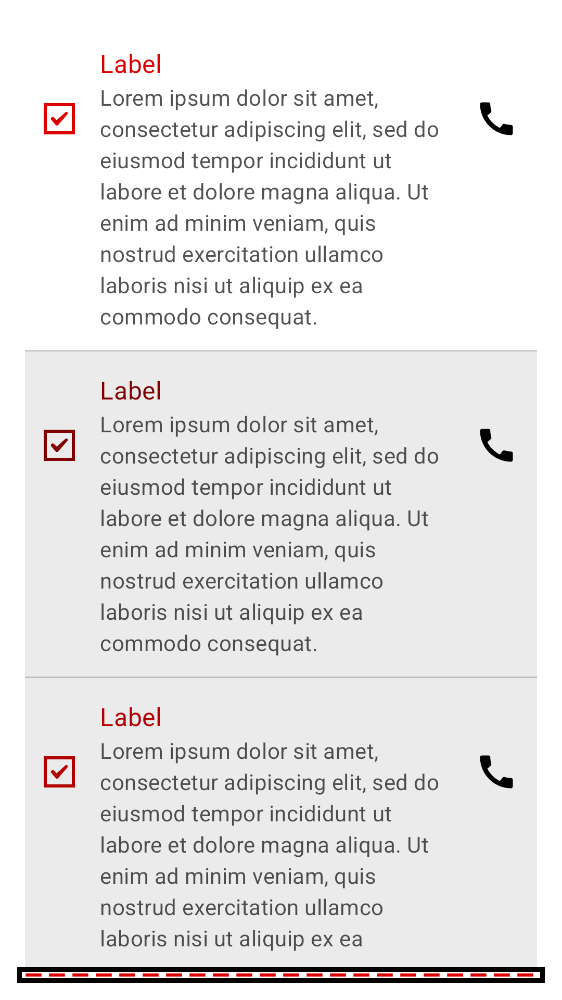 Label
Lorem ipsum dolor sit amet,
consectetur adipiscing elit, sed do
eiusmod tempor incididunt ut
labore et dolore magna aliqua. Ut
enim ad minim veniam, quis
nostrud exercitation ullamco
laboris nisi ut aliquip ex ea
commodo consequat.
Label
Lorem ipsum dolor sit amet,
consectetur adipiscing elit, sed do
eiusmod tempor incididunt ut
labore et dolore magna aliqua. Ut
enim ad minim veniam, quis
nostrud exercitation ullamco
laboris nisi ut aliquip ex ea
commodo consequat.
Label
Lorem ipsum dolor sit amet,
consectetur adipiscing elit, sed do
eiusmod tempor incididunt ut
labore et dolore magna aliqua. Ut
enim ad minim veniam, quis
nostrud exercitation ullamco
laboris nisi ut aliquip ex ea